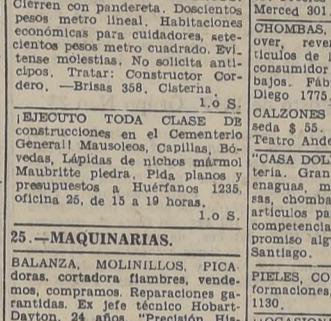 Cierren con pandereta. Doscientos
pesos metro lineal. Habitaciones
económicas para cuidadores, sete-
cientos pesos metro cuadrado. Evi-
tense molestias. No solicita anti-
cipos. Tratar: Constructor Cor-
dero. —Brisas 358. Cisterna.
1.o S.
¡EJECUTO TODA CLASE DE
construcciones en el Cementerio
General! Mausoleos, Capillas, Bó-
vedas, Lápidas de nichos mármol
Maubritte piedra. Pida planos y
presupuestos a Huérfanos 1235,
oficina 25, de 15 a 19 horas.
1.o S.
25.—MAQUINARIAS.
BALANZA, MOLINILLOS, PICA-
doras. cortadora fiambres, vende-
mos, compramos. Reparaciones ga-
rantidas. Ex jefe técnico Hobart-
Dayton. 24 años. "Precisión His-
Merced 301
CHOMBAS,
over, rever
tículos de l
consumidor
bajos. Fáb
Diego 1775.
CALZONES
seda $ 55.
Teatro Ande
"CASA DOL
tería. Gran
enaguas, m
sas, chomba
artículos pa
competencia
promiso alg
Santiago.
PIELES, CO
formaciones,
1130.